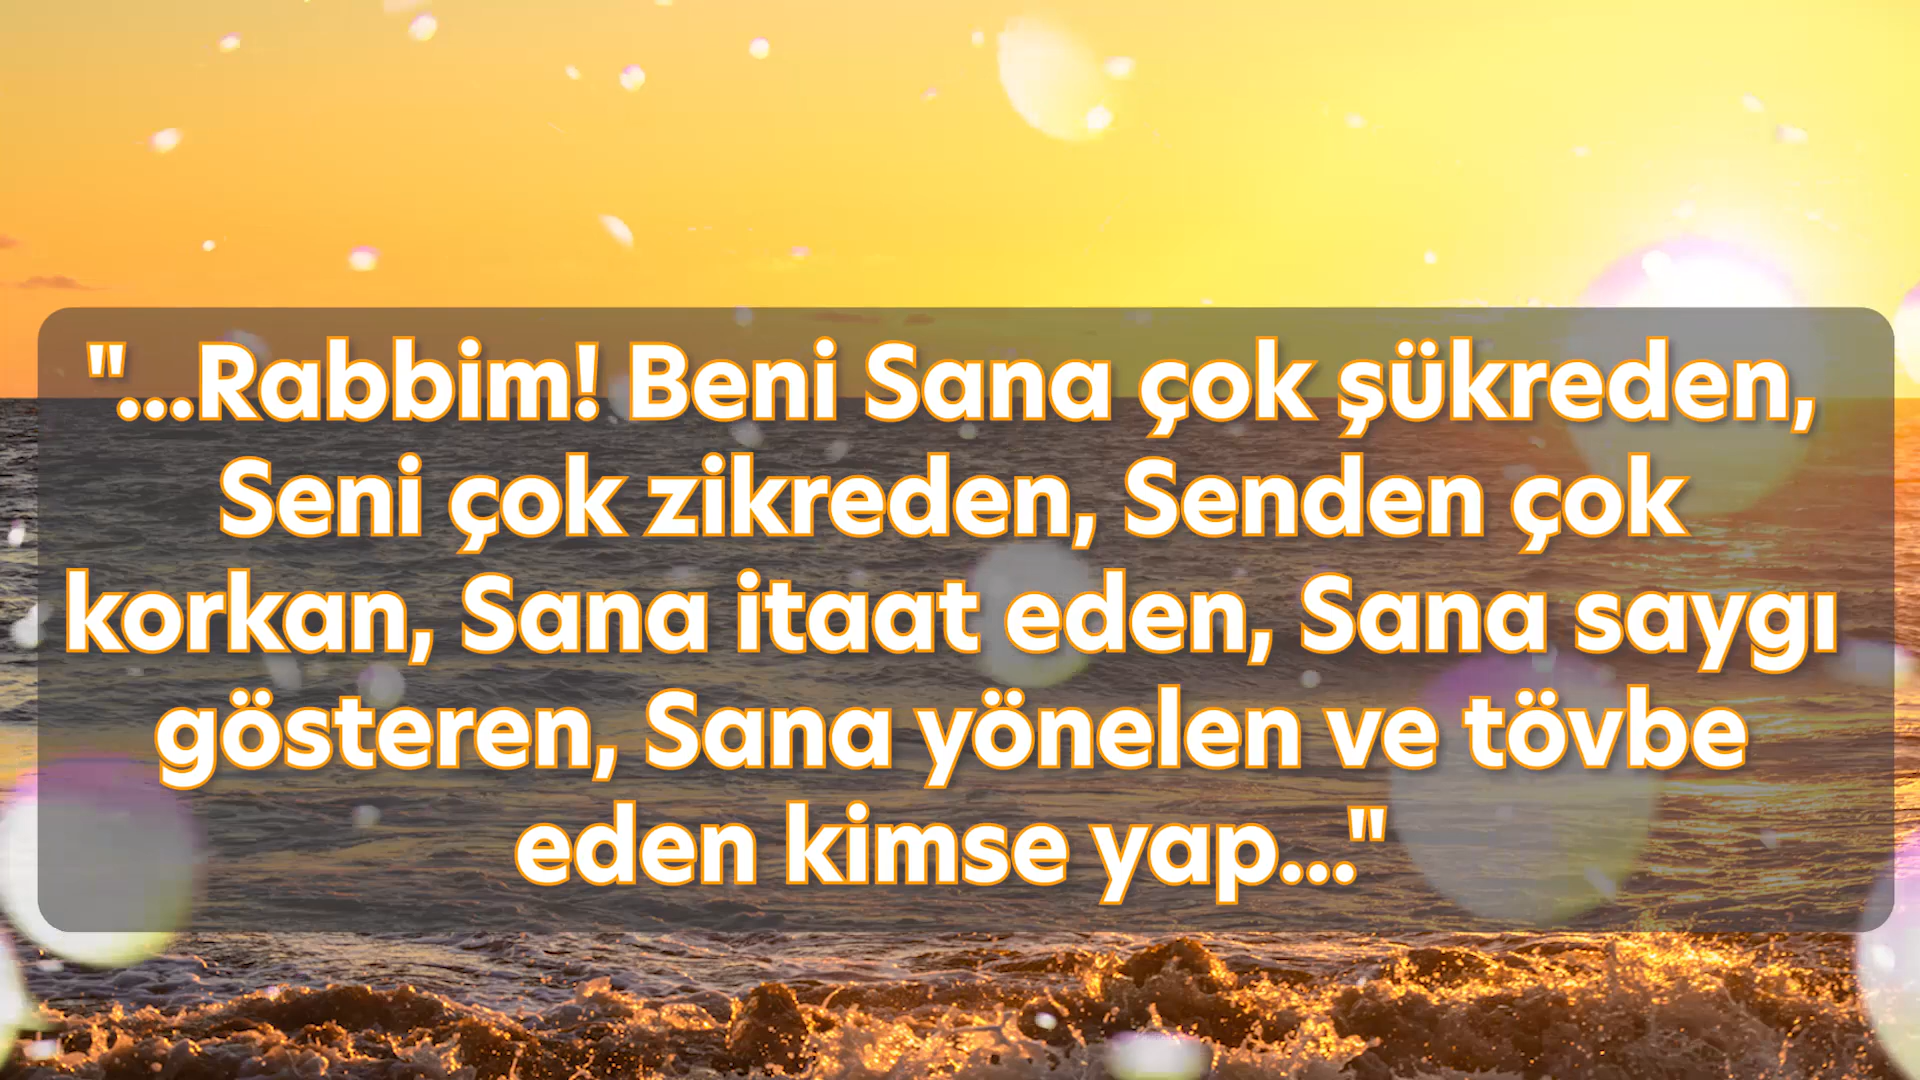 "...Rabbim! Beni Sana çok şükreden,
Seni çok zikreden, Senden çok
korkan, Sana itaat eden, Sana saygı
gösteren, Sana yönelen ve tövbe
eden kimse yap..."